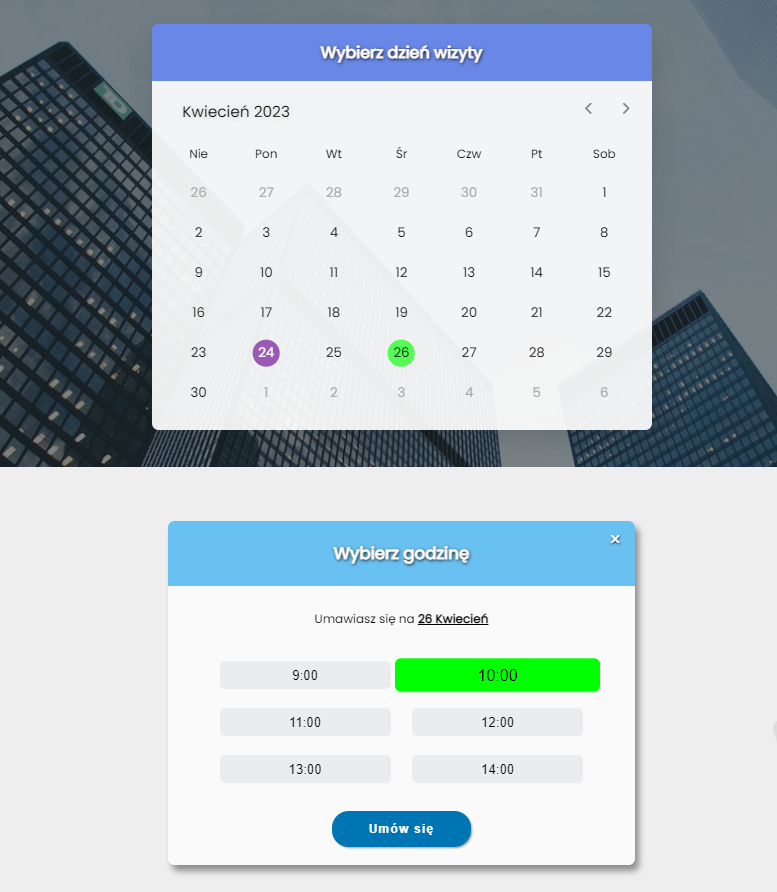 Wybierz dzień wizyty
Kwiecień 2023
Nie Pon Wt Śr Czw Pt Sob
26 27 28 29 30 31 1
2 3 4 5 6 7 8
9 10 11 12 13 14 15
16 17 18 19 20 21 22
23 24 25 26 27 28 29
30 1 2 3 4 5 6
Wybierz godzinę
Umawiasz się na 26 Kwiecień
9:00 10:00
11:00 12:00
13:00 14:00
Umów się